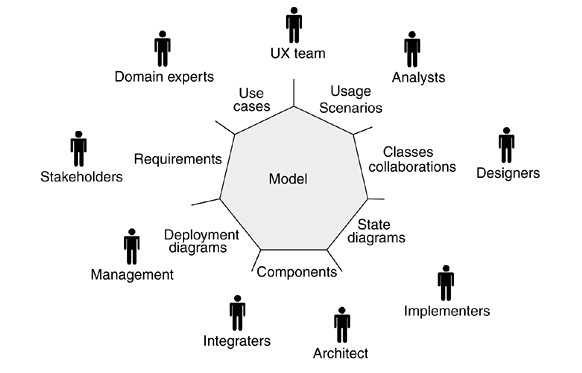 UX team
Domain experts
Analysts
Use
cases
Usage
Scenarios
Requirements
Classes
collaborations
Stakeholders
Designers
Model
Deployment
diagrams
State
diagrams
Management
Components
Implementers
Integraters
Architect